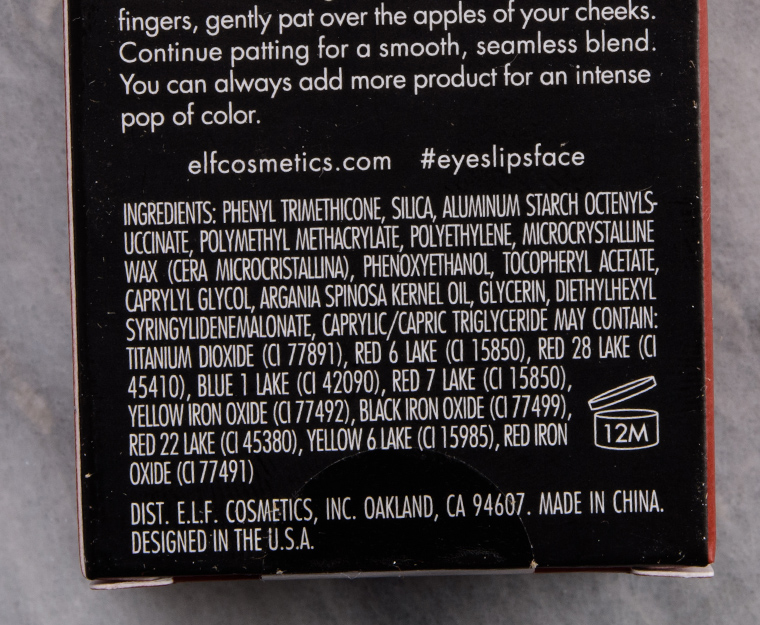 fingers, gently pat over the apples of your cheeks.
Continue patting for a smooth, seamless blend.
You can always add more product for an intense
pop of color.
elfcosmetics.com #eyeslipsface
INGREDIENTS: PHENYL TRIMETHICONE, SILICA, ALUMINUM STARCH OCTENYLS-
UCCINATE, POLYMETHYL METHACRYLATE, POLYETHYLENE, MICROCRYSTALLINE
WAX (CERA MICROCRISTALLINA), PHENOXYETHANOL, TOCOPHERYL ACETATE,
CAPRYLYL GLYCOL, ARGANIA SPINOSA KERNEL OIL, GLYCERIN, DIETHYLHEXYL
SYRINGYLIDENEMALONATE, CAPRYLIC/CAPRIC TRIGLYCERIDE MAY CONTAIN:
TITANIUM DIOXIDE (CI 77891), RED 6 LAKE (CI 15850), RED 28 LAKE (CI
45410), BLUE 1 LAKE (CI 42090), RED 7 LAKE (CI 15850),
YELLOW IRON OXIDE (CI 77492), BLACK IRON OXIDE (CI 77499),
RED 22 LAKE (CI 45380), YELLOW 6 LAKE (CI 15985), RED IRON
OXIDE (CI 77491)
12M
DIST. E.L.F. COSMETICS, INC. OAKLAND, CA 94607. MADE IN CHINA.
DESIGNED IN THE U.S.A.